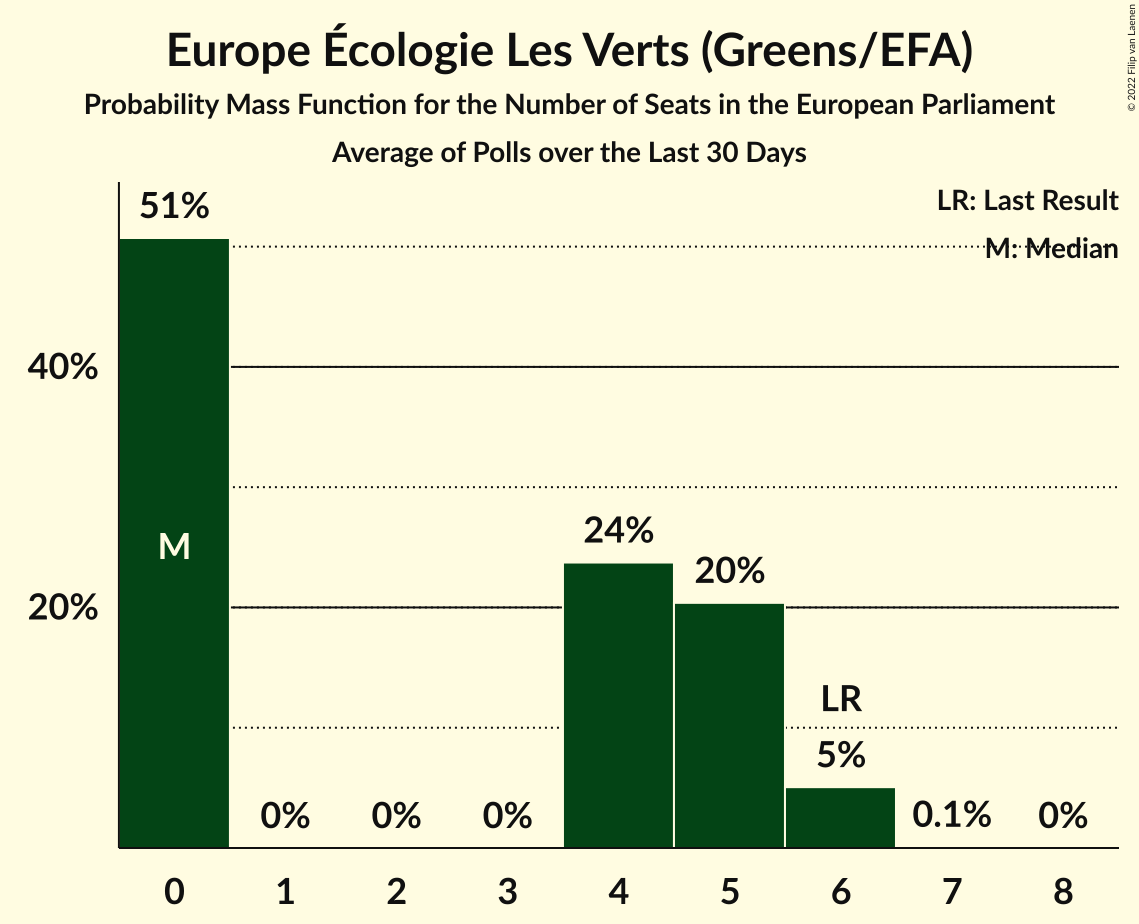 Europe Écologie Les Verts (Greens/EFA)
Probability Mass Function for the Number of Seats in the European Parliament
Average of Polls over the Last 30 Days
© 2022 Filip van Laenen
LR: Last Result
M: Median
51%
40%
M
24%
20%
20%
LR
5%
0%
0%
0%
0.1%
0%
0 1 2 3 4 5 6 7 8